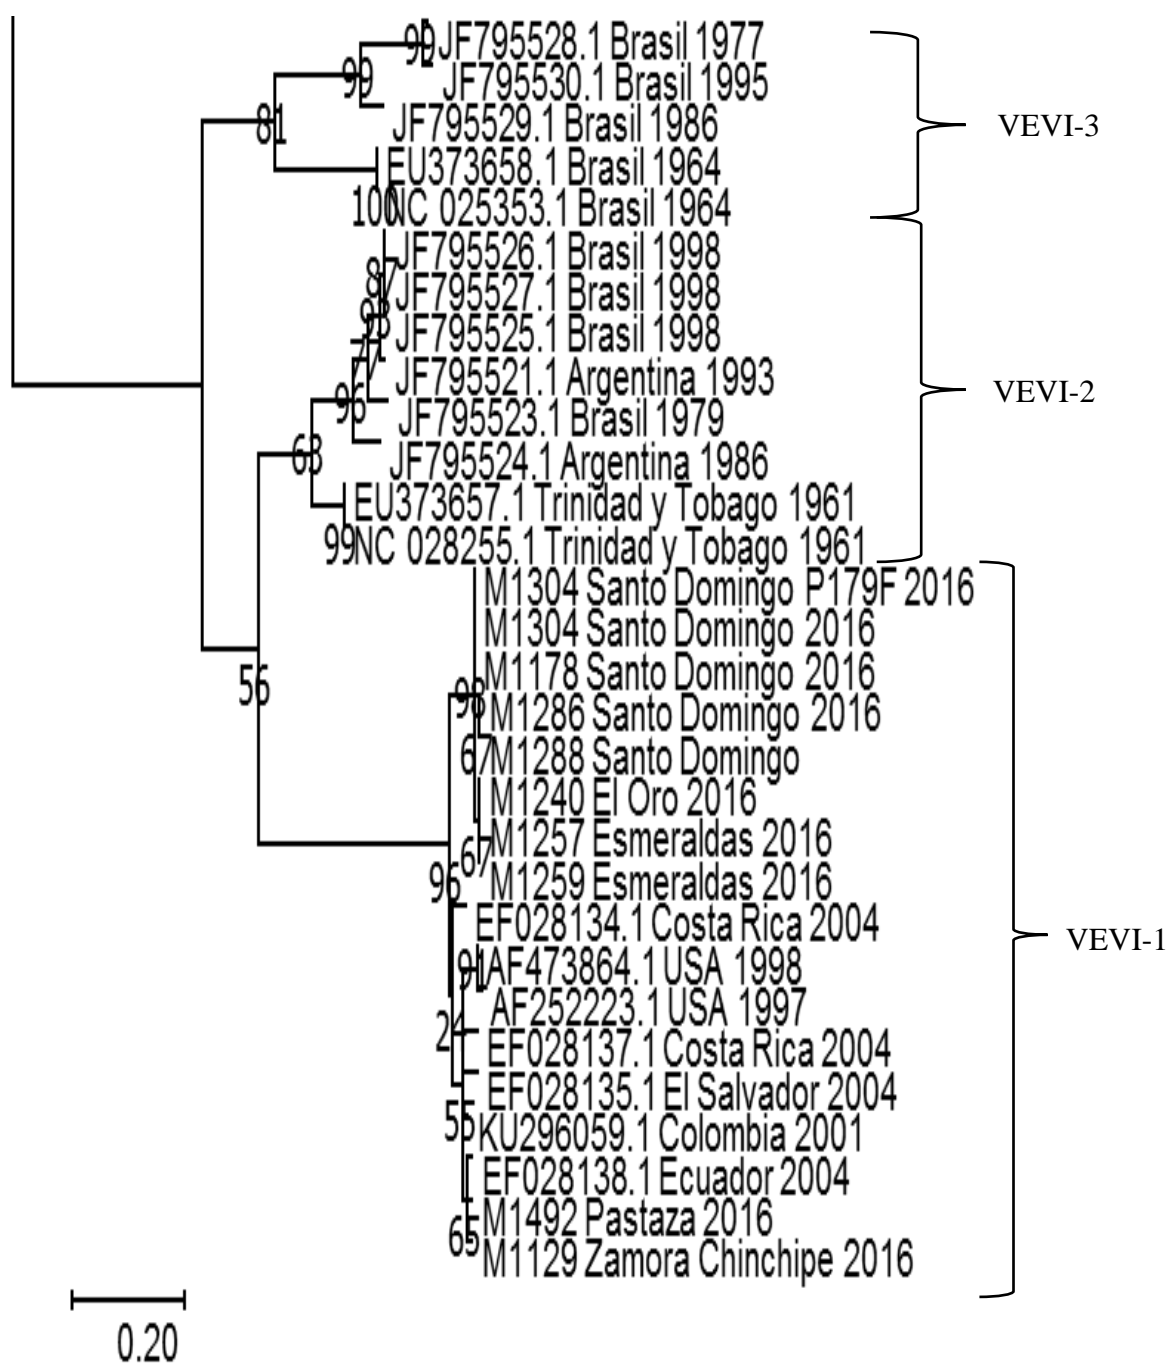 99 JF795528.1 Brasil 1977
JF795530.1 Brasil 1995
99
JF795529.1 Brasil 1986
81
VEVI-3
EU373658.1 Brasil 1964
100 NC 025353.1 Brasil 1964
JF795526.1 Brasil 1998
JF795527.1 Brasil 1998
JF795525.1 Brasil 1998
JF795521.1 Argentina 1993
VEVI-2
96
JF795523.1 Brasil 1979
63
JF795524.1 Argentina 1986
EU373657.1 Trinidad y Tobago 1961
99 NC 028255.1 Trinidad y Tobago 1961
M1304 Santo Domingo P179F 2016
M1304 Santo Domingo 2016
M1178 Santo Domingo 2016
56
98
M1286 Santo Domingo 2016
67 M1288 Santo Domingo
M1240 El Oro 2016
M1257 Esmeraldas 2016
67
M1259 Esmeraldas 2016
96
EF028134.1 Costa Rica 2004
VEVI-1
91 AF473864.1 USA 1998
AF252223.1 USA 1997
24
EF028137.1 Costa Rica 2004
EF028135.1 El Salvador 2004
55
KU296059.1 Colombia 2001
EF028138.1 Ecuador 2004
M1492 Pastaza 2016
65
M1129 Zamora Chinchipe 2016
0.20